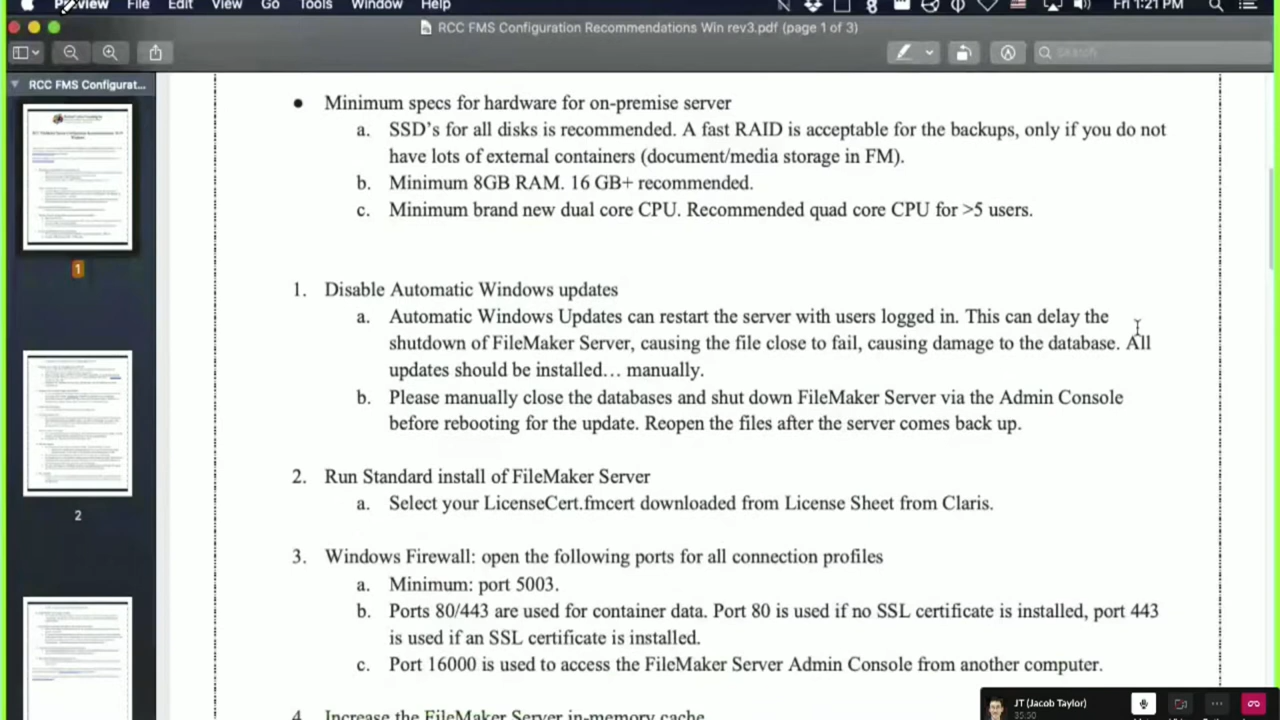 Preview File Edit View Go Tools Window Help Fri 1:21 PM
RCC FMS Configuration Recommendations Win rev3.pdf (page 1 of 3)
Search
RCC FMS Configurat...
1
2
● Minimum specs for hardware for on-premise server
a. SSD's for all disks is recommended. A fast RAID is acceptable for the backups, only if you do not
have lots of external containers (document/media storage in FM).
b. Minimum 8GB RAM. 16 GB+ recommended.
c. Minimum brand new dual core CPU. Recommended quad core CPU for >5 users.
1. Disable Automatic Windows updates
a. Automatic Windows Updates can restart the server with users logged in. This can delay the
shutdown of FileMaker Server, causing the file close to fail, causing damage to the database. All
updates should be installed… manually.
b. Please manually close the databases and shut down FileMaker Server via the Admin Console
before rebooting for the update. Reopen the files after the server comes back up.
2. Run Standard install of FileMaker Server
a. Select your LicenseCert.fmcert downloaded from License Sheet from Claris.
3. Windows Firewall: open the following ports for all connection profiles
a. Minimum: port 5003.
b. Ports 80/443 are used for container data. Port 80 is used if no SSL certificate is installed, port 443
is used if an SSL certificate is installed.
c. Port 16000 is used to access the FileMaker Server Admin Console from another computer.
4. Increase the FileMaker Server in-memory cache
JT (Jacob Taylor)